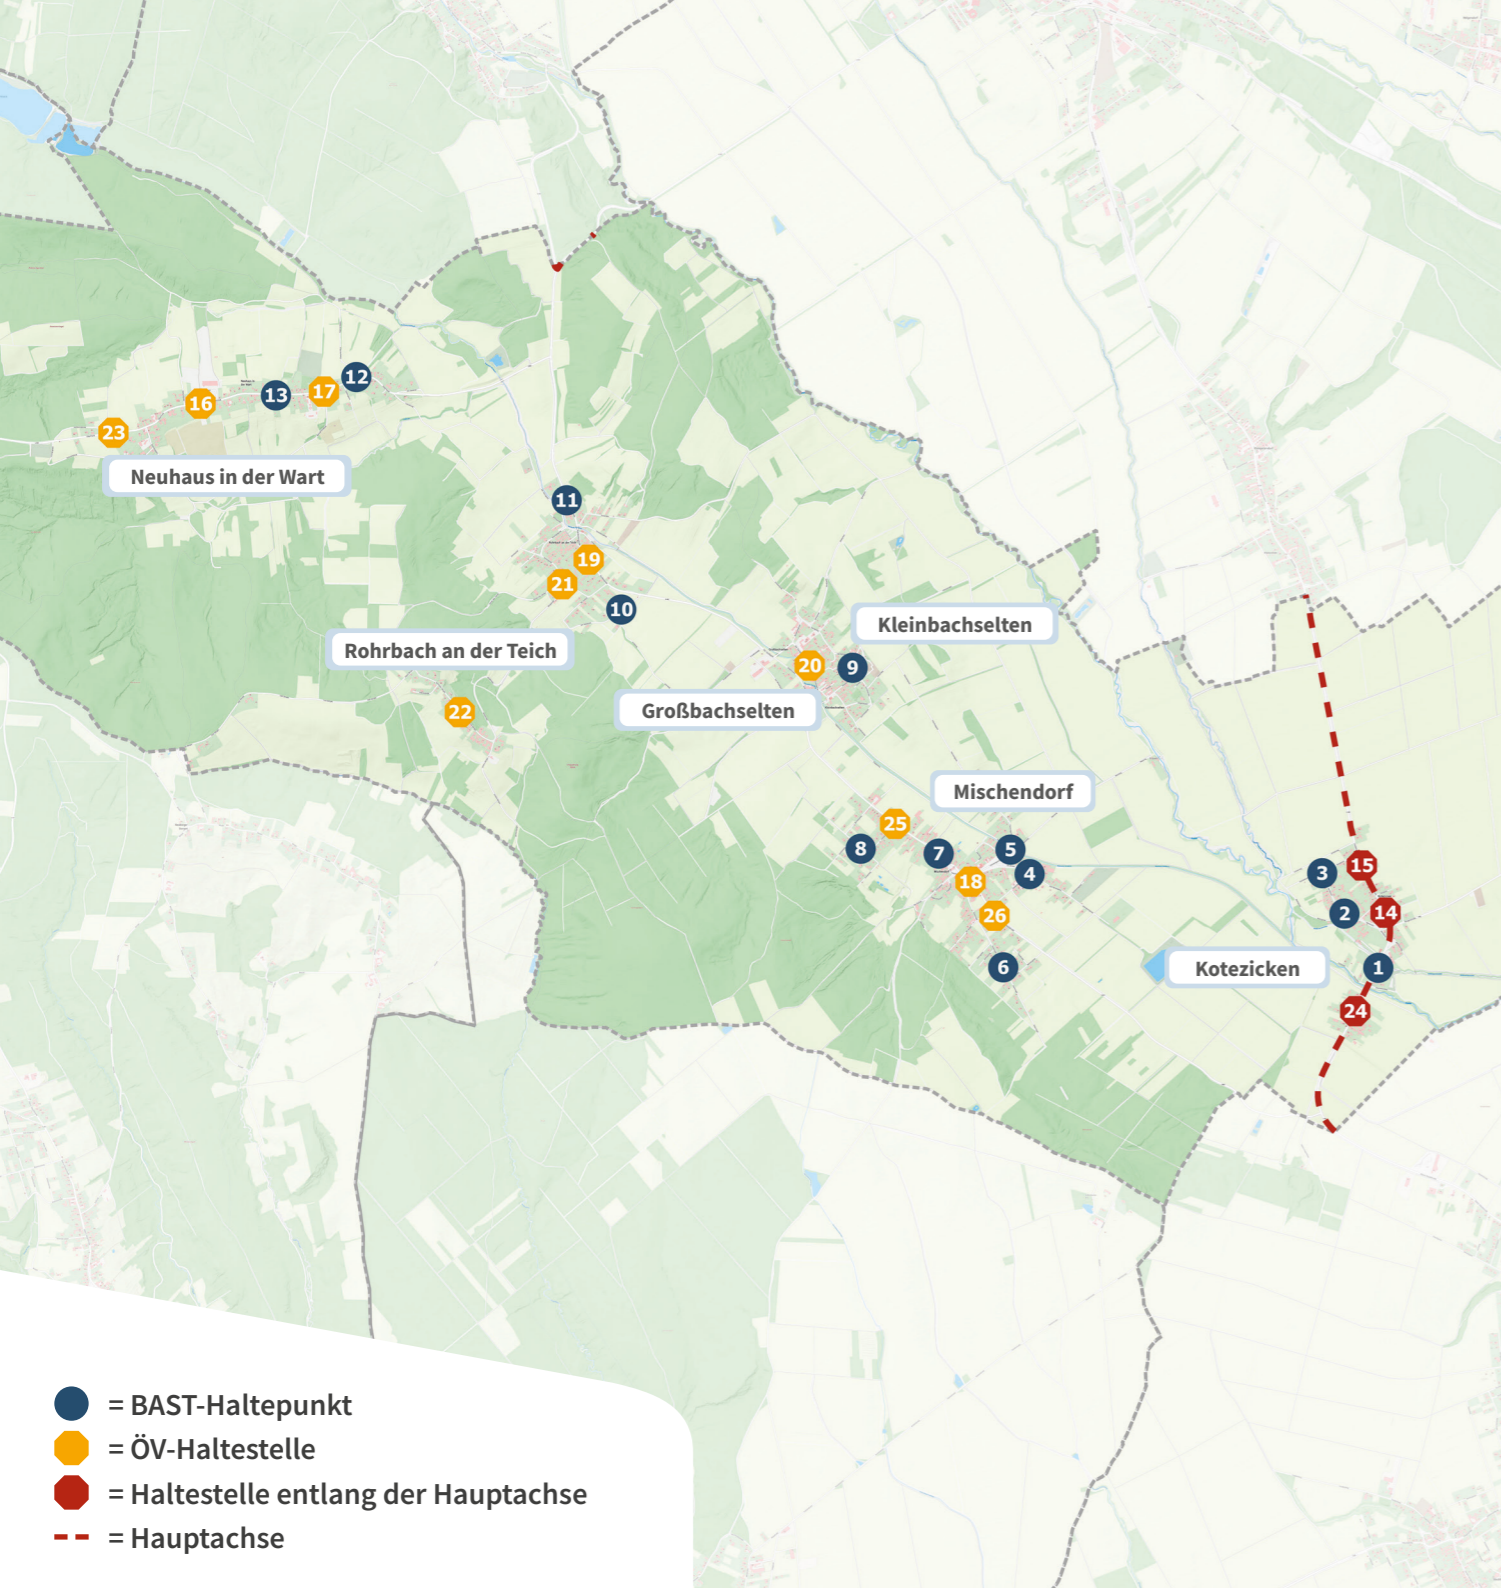 12
17
13
16
23
Neuhaus in der Wart
11
19
21
10
Kleinbachselten
Rohrbach an der Teich
20
9
Großbachselten
22
Mischendorf
25
8
7
5
4
18
26
6
15
3
2
14
Kotezicken
1
24
= BAST-Haltepunkt
= ÖV-Haltestelle
= Haltestelle entlang der Hauptachse
= Hauptachse